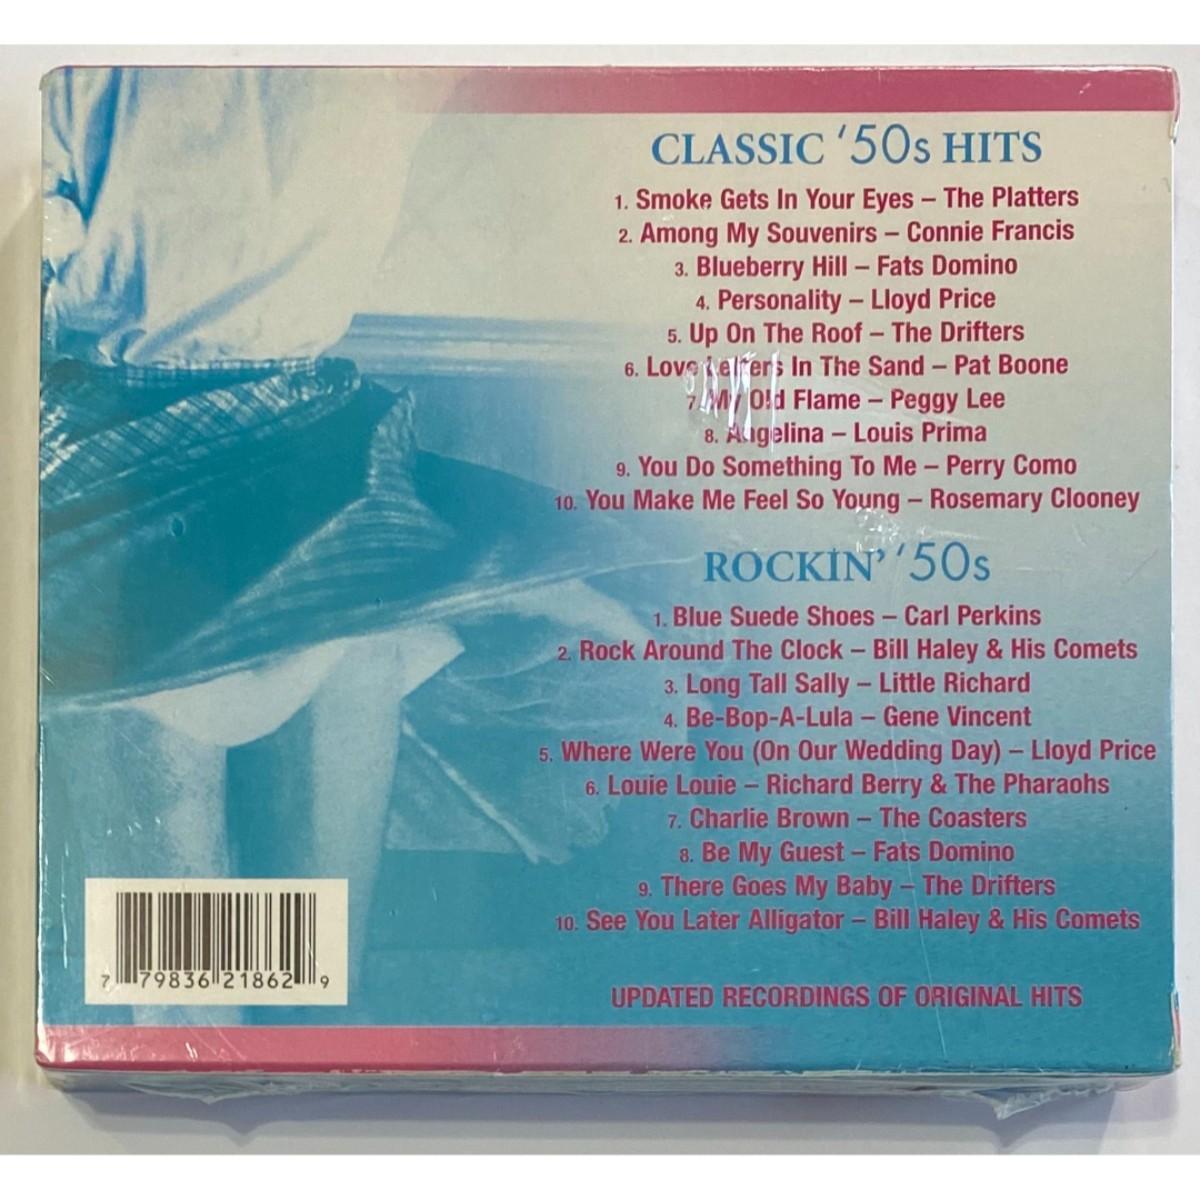 CLASSIC '50s HITS
1. Smoke Gets In Your Eyes – The Platters
2. Among My Souvenirs – Connie Francis
3. Blueberry Hill – Fats Domino
4. Personality – Lloyd Price
5. Up On The Roof – The Drifters
6. Love Letters In The Sand – Pat Boone
7. My Old Flame – Peggy Lee
8. Angelina – Louis Prima
9. You Do Something To Me – Perry Como
10. You Make Me Feel So Young – Rosemary Clooney
ROCKIN' '50s
1. Blue Suede Shoes – Carl Perkins
2. Rock Around The Clock – Bill Haley & His Comets
3. Long Tall Sally – Little Richard
4. Be-Bop-A-Lula – Gene Vincent
5. Where Were You (On Our Wedding Day) – Lloyd Price
6. Louie Louie – Richard Berry & The Pharaohs
7. Charlie Brown – The Coasters
8. Be My Guest – Fats Domino
9. There Goes My Baby – The Drifters
10. See You Later Alligator – Bill Haley & His Comets
UPDATED RECORDINGS OF ORIGINAL HITS
7 79836 21862 9